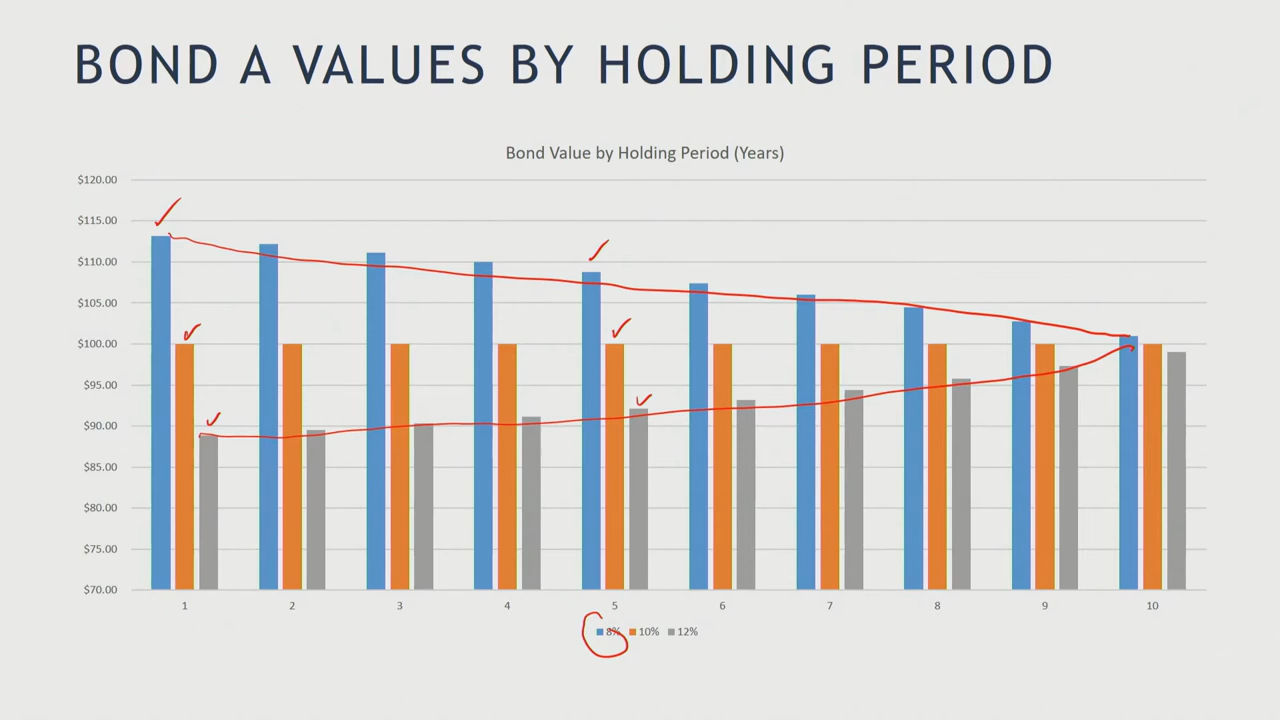 BOND A VALUES BY HOLDING PERIOD
Bond Value by Holding Period (Years)
$120.00
$115.00
$110.00
$105.00
$100.00
$95.00
$90.00
$85.00
$80.00
$75.00
$70.00
1 2 3 4 5 6 7 8 9 10
8% 10% 12%